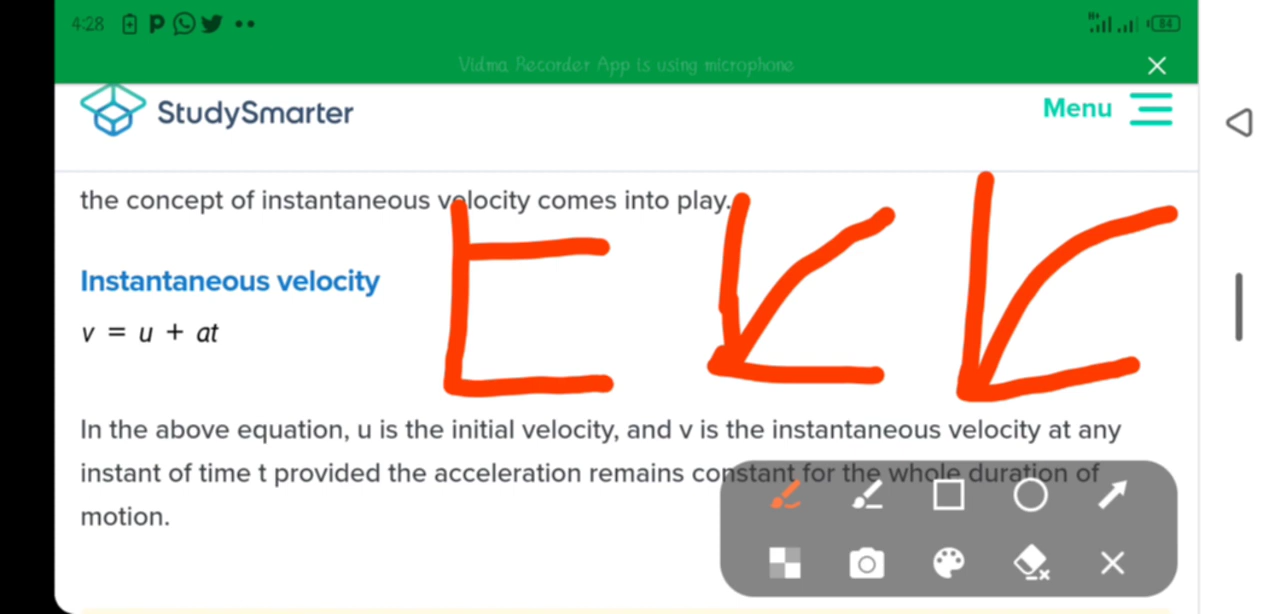 4:28 P
84
Vidma Recorder App is using microphone
StudySmarter
Menu
the concept of instantaneous velocity comes into play.
Instantaneous velocity
v = u + at
In the above equation, u is the initial velocity, and v is the instantaneous velocity at any
instant of time t provided the acceleration remains constant for the whole duration of
motion.